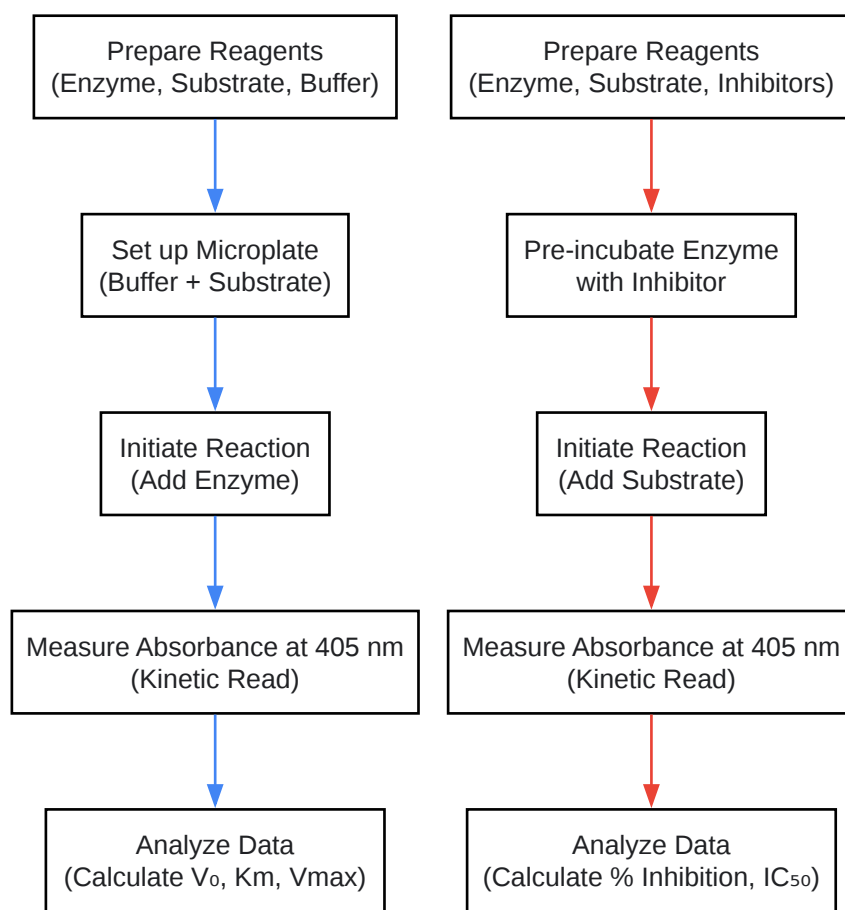 Prepare Reagents
(Enzyme, Substrate, Buffer)
Set up Microplate
(Buffer + Substrate)
Initiate Reaction
(Add Enzyme)
Measure Absorbance at 405 nm
(Kinetic Read)
Analyze Data
(Calculate V₀, Km, Vmax)
Prepare Reagents
(Enzyme, Substrate, Inhibitors)
Pre-incubate Enzyme
with Inhibitor
Initiate Reaction
(Add Substrate)
Measure Absorbance at 405 nm
(Kinetic Read)
Analyze Data
(Calculate % Inhibition, IC₅₀)